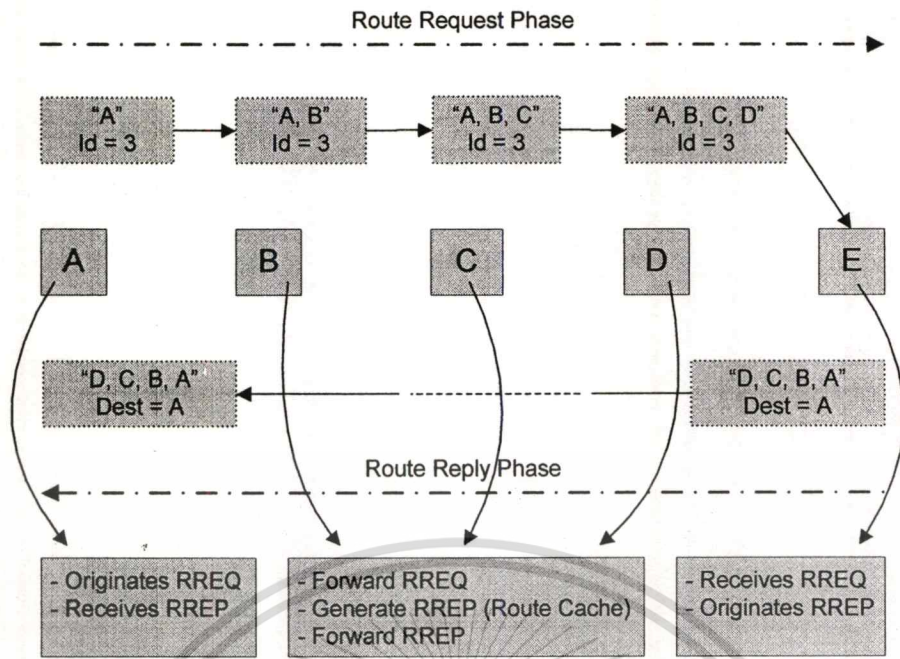 Route Request Phase
“A”
Id = 3
“A, B”
Id = 3
“A, B, C”
Id = 3
“A, B, C, D”
Id = 3
A
B
C
D
E
“D, C, B, A”
Dest = A
“D, C, B, A”
Dest = A
Route Reply Phase
- Originates RREQ
- Receives RREP
- Forward RREQ
- Generate RREP (Route Cache)
- Forward RREP
- Receives RREQ
- Originates RREP